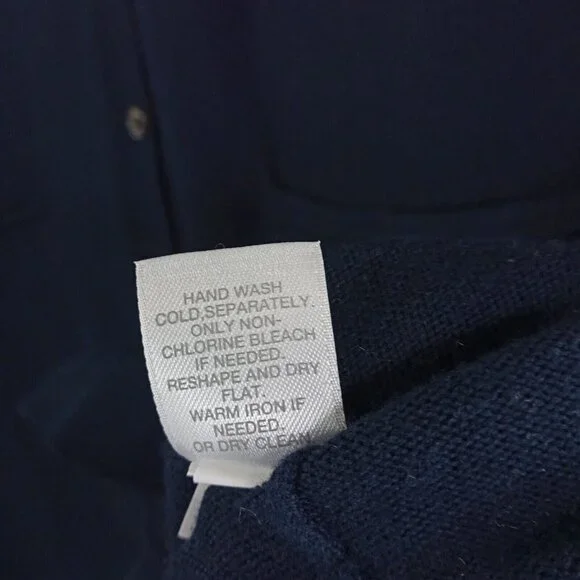 HAND WASH
COLD,SEPARATELY.
ONLY NON-
CHLORINE BLEACH
IF NEEDED.
RESHAPE AND DRY
FLAT.
WARM IRON IF
NEEDED.
OR DRY CLEAN